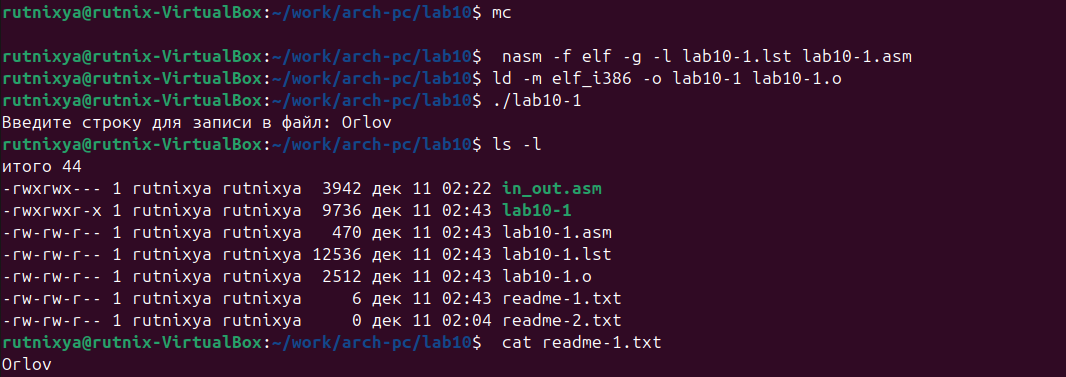 rutnixya@rutnix-VirtualBox:~/work/arch-pc/lab10$ mc
rutnixya@rutnix-VirtualBox:~/work/arch-pc/lab10$  nasm -f elf -g -l lab10-1.lst lab10-1.asm
rutnixya@rutnix-VirtualBox:~/work/arch-pc/lab10$ ld -m elf_i386 -o lab10-1 lab10-1.o
rutnixya@rutnix-VirtualBox:~/work/arch-pc/lab10$ ./lab10-1
Введите строку для записи в файл: Orlov
rutnixya@rutnix-VirtualBox:~/work/arch-pc/lab10$ ls -l
итого 44
-rwxrwx--- 1 rutnixya rutnixya  3942 дек 11 02:22 in_out.asm
-rwxrwxr-x 1 rutnixya rutnixya  9736 дек 11 02:43 lab10-1
-rw-rw-r-- 1 rutnixya rutnixya   470 дек 11 02:43 lab10-1.asm
-rw-rw-r-- 1 rutnixya rutnixya 12536 дек 11 02:43 lab10-1.lst
-rw-rw-r-- 1 rutnixya rutnixya  2512 дек 11 02:43 lab10-1.o
-rw-rw-r-- 1 rutnixya rutnixya     6 дек 11 02:43 readme-1.txt
-rw-rw-r-- 1 rutnixya rutnixya     0 дек 11 02:04 readme-2.txt
rutnixya@rutnix-VirtualBox:~/work/arch-pc/lab10$  cat readme-1.txt
Orlov